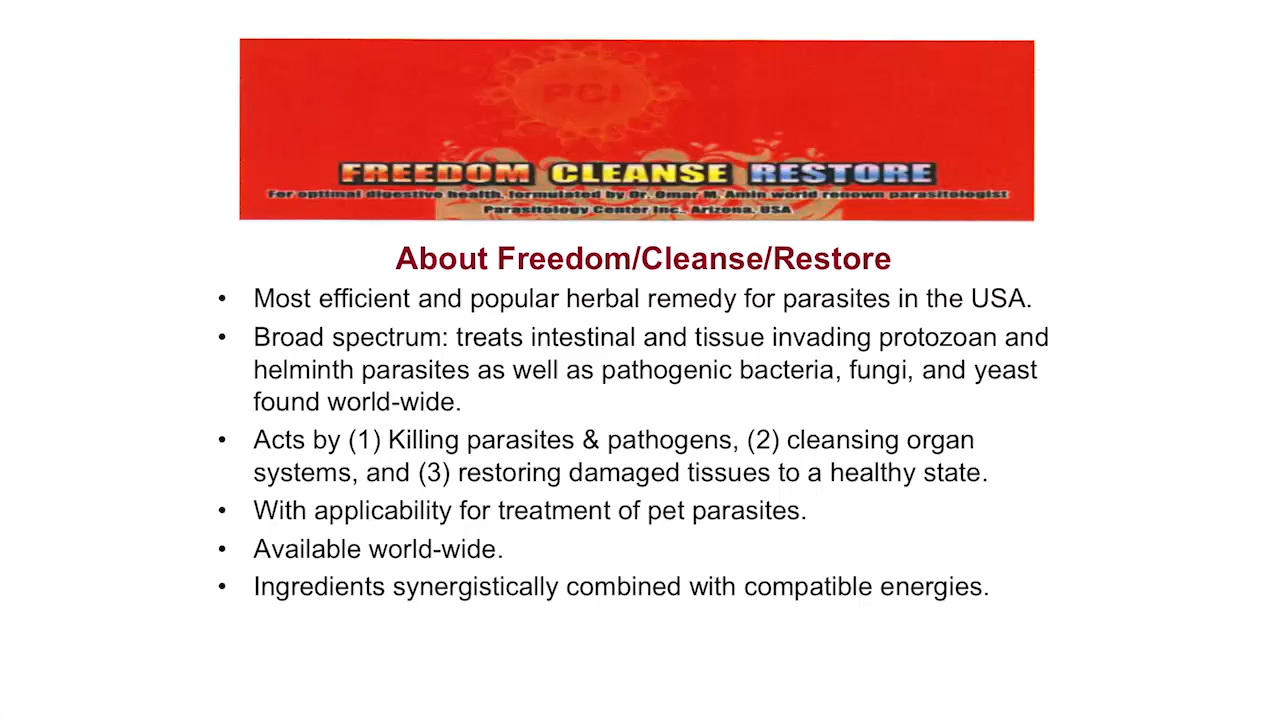 PCI
FREEDOM CLEANSE RESTORE
For optimal digestive health, formulated by Dr. Omar M. Amin world renown parasitologist
Parasitology Center Inc., Arizona, USA
About Freedom/Cleanse/Restore
• Most efficient and popular herbal remedy for parasites in the USA.
• Broad spectrum: treats intestinal and tissue invading protozoan and
helminth parasites as well as pathogenic bacteria, fungi, and yeast
found world-wide.
• Acts by (1) Killing parasites & pathogens, (2) cleansing organ
systems, and (3) restoring damaged tissues to a healthy state.
• With applicability for treatment of pet parasites.
• Available world-wide.
• Ingredients synergistically combined with compatible energies.